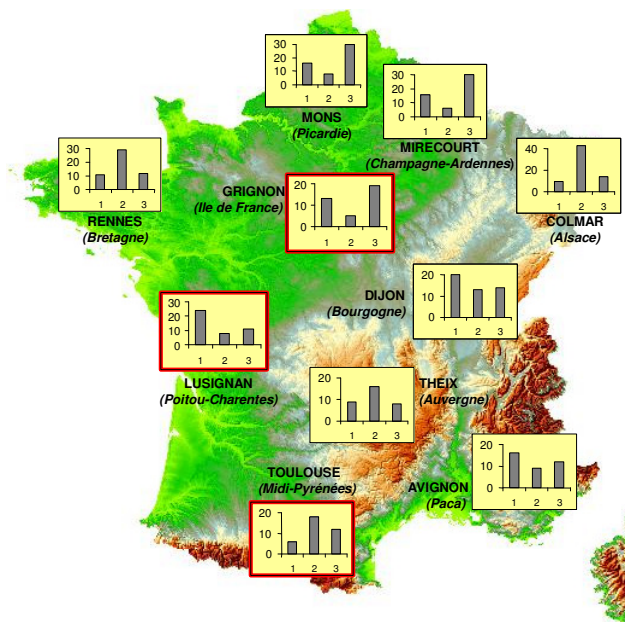 30
20
10
0
1 2 3
MONS
(Picardie)
30
20
10
0
1 2 3
MIRECOURT
(Champagne-Ardennes)
30
20
10
0
1 2 3
RENNES
(Bretagne)
GRIGNON
(Ile de France)
20
10
0
1 2 3
40
20
0
1 2 3
COLMAR
(Alsace)
DIJON
(Bourgogne)
20
10
0
1 2 3
30
20
10
0
1 2 3
LUSIGNAN
(Poitou-Charentes)
20
10
0
1 2 3
THEIX
(Auvergne)
20
10
0
1 2 3
AVIGNON
(Paca)
TOULOUSE
(Midi-Pyrénées)
20
10
0
1 2 3